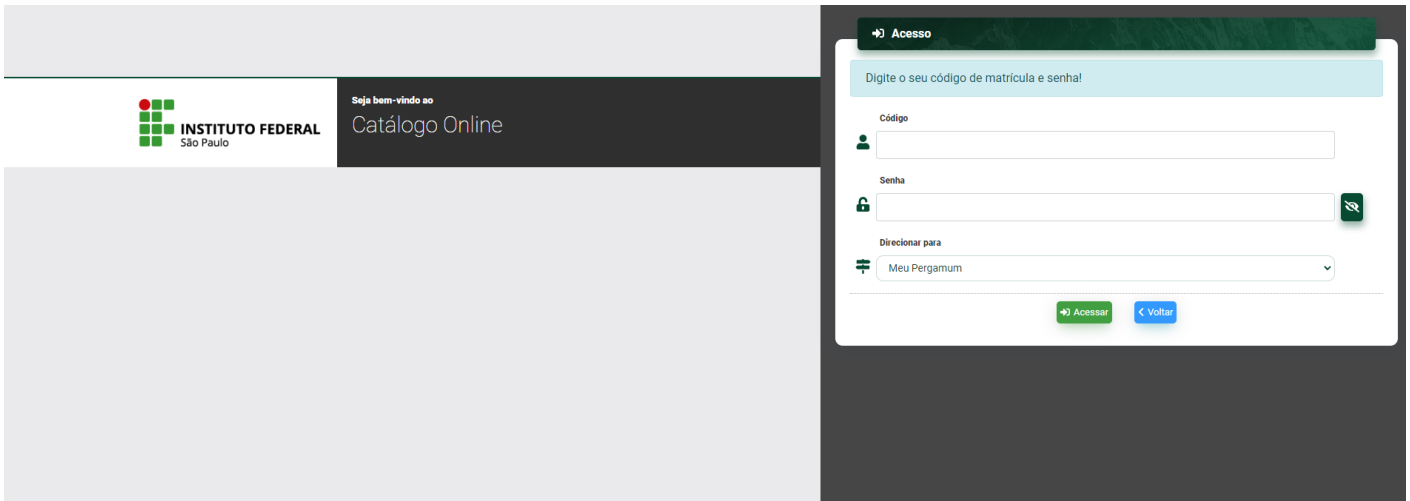 INSTITUTO FEDERAL
São Paulo
Seja bem-vindo ao
Catálogo Online
Acesso
Digite o seu código de matrícula e senha!
Código
Senha
Direcionar para
Meu Pergamum
Acessar
Voltar